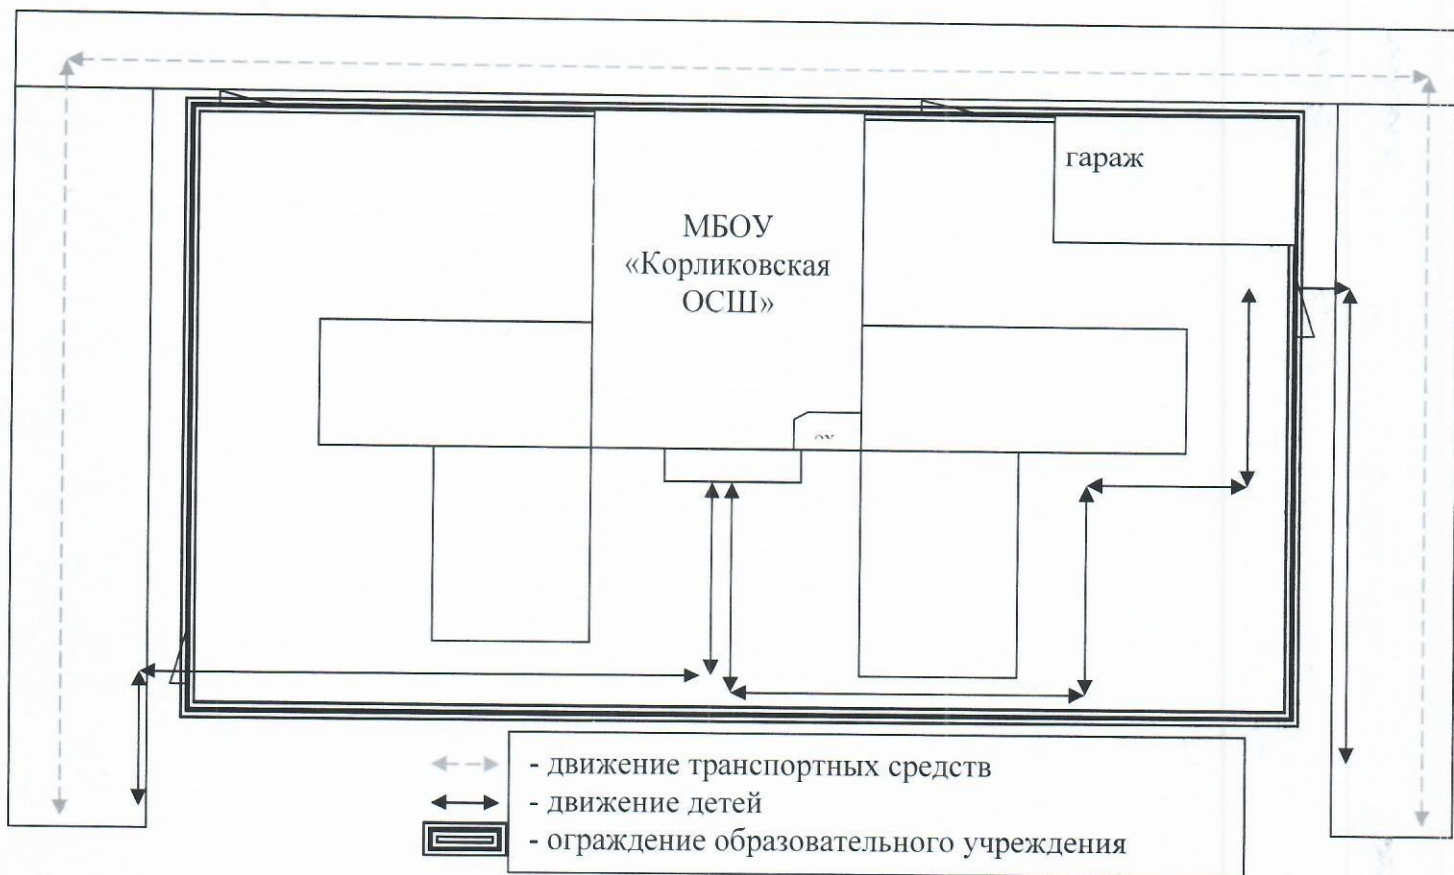 гараж
МБОУ
«Корликовская
ОСШ»
- движение транспортных средств
- движение детей
- ограждение образовательного учреждения